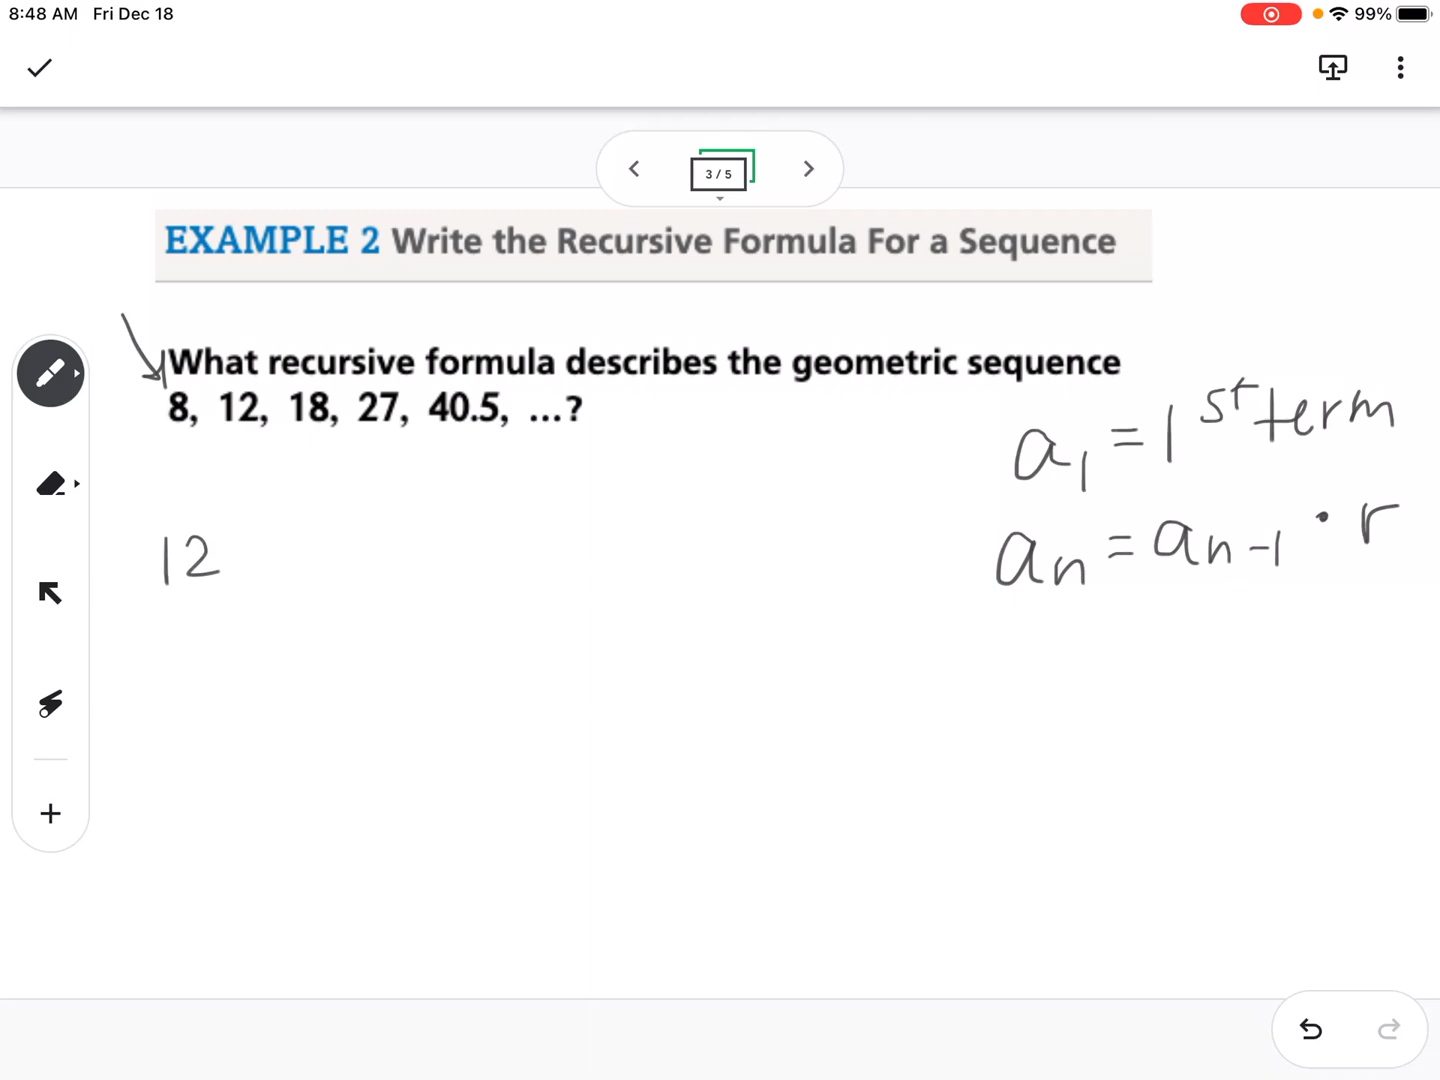 8:48 AM Fri Dec 18
99%
3 / 5
EXAMPLE 2 Write the Recursive Formula For a Sequence
What recursive formula describes the geometric sequence
8, 12, 18, 27, 40.5, ...?
a₁ = 1ˢᵗ term
aₙ = aₙ₋₁ · r
12